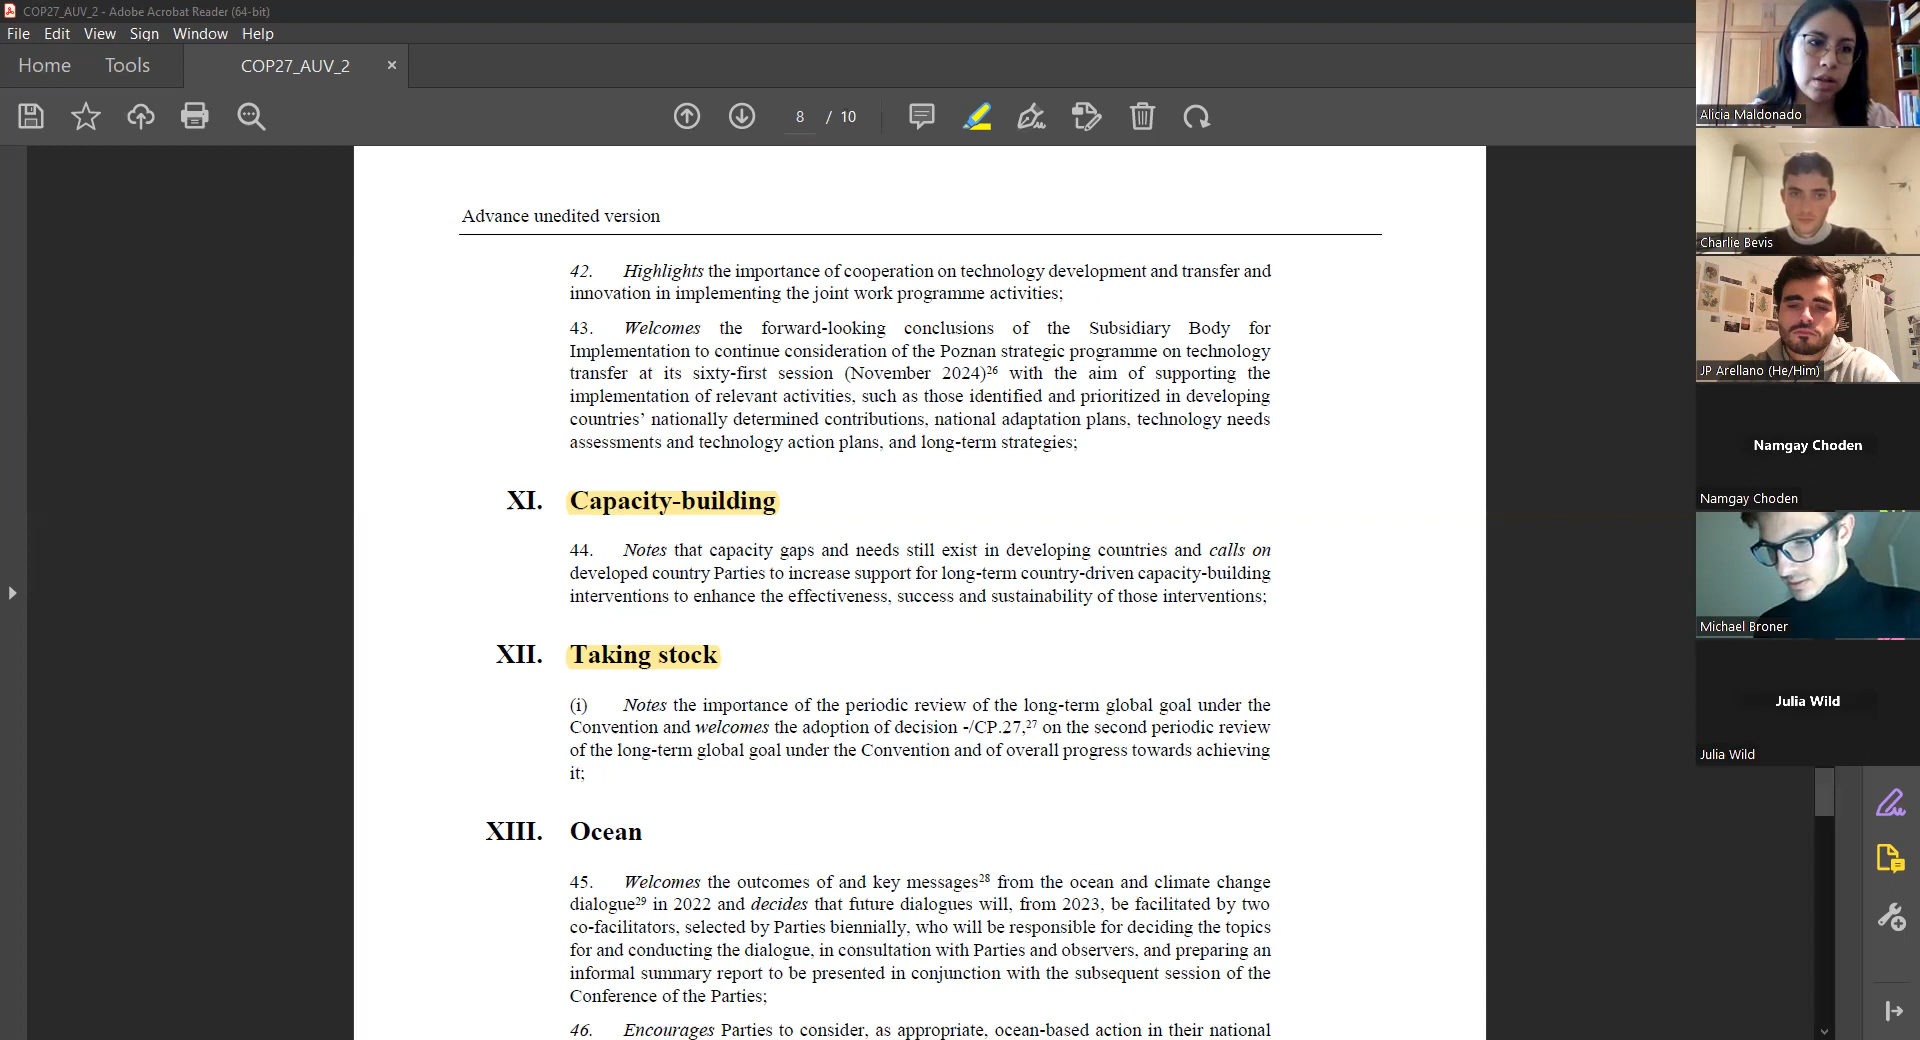 COP27_AUV_2 - Adobe Acrobat Reader (64-bit)
File Edit View Sign Window Help
Home Tools COP27_AUV_2 ×
8 / 10
Advance unedited version
42. Highlights the importance of cooperation on technology development and transfer and
innovation in implementing the joint work programme activities;
43. Welcomes the forward-looking conclusions of the Subsidiary Body for
Implementation to continue consideration of the Poznan strategic programme on technology
transfer at its sixty-first session (November 2024)26 with the aim of supporting the
implementation of relevant activities, such as those identified and prioritized in developing
countries’ nationally determined contributions, national adaptation plans, technology needs
assessments and technology action plans, and long-term strategies;
XI. Capacity-building
44. Notes that capacity gaps and needs still exist in developing countries and calls on
developed country Parties to increase support for long-term country-driven capacity-building
interventions to enhance the effectiveness, success and sustainability of those interventions;
XII. Taking stock
(i) Notes the importance of the periodic review of the long-term global goal under the
Convention and welcomes the adoption of decision -/CP.27,27 on the second periodic review
of the long-term global goal under the Convention and of overall progress towards achieving
it;
XIII. Ocean
45. Welcomes the outcomes of and key messages28 from the ocean and climate change
dialogue29 in 2022 and decides that future dialogues will, from 2023, be facilitated by two
co-facilitators, selected by Parties biennially, who will be responsible for deciding the topics
for and conducting the dialogue, in consultation with Parties and observers, and preparing an
informal summary report to be presented in conjunction with the subsequent session of the
Conference of the Parties;
46. Encourages Parties to consider, as appropriate, ocean-based action in their national
Alicia Maldonado
Charlie Bevis
JP Arellano (He/Him)
Namgay Choden
Namgay Choden
Michael Broner
Julia Wild
Julia Wild